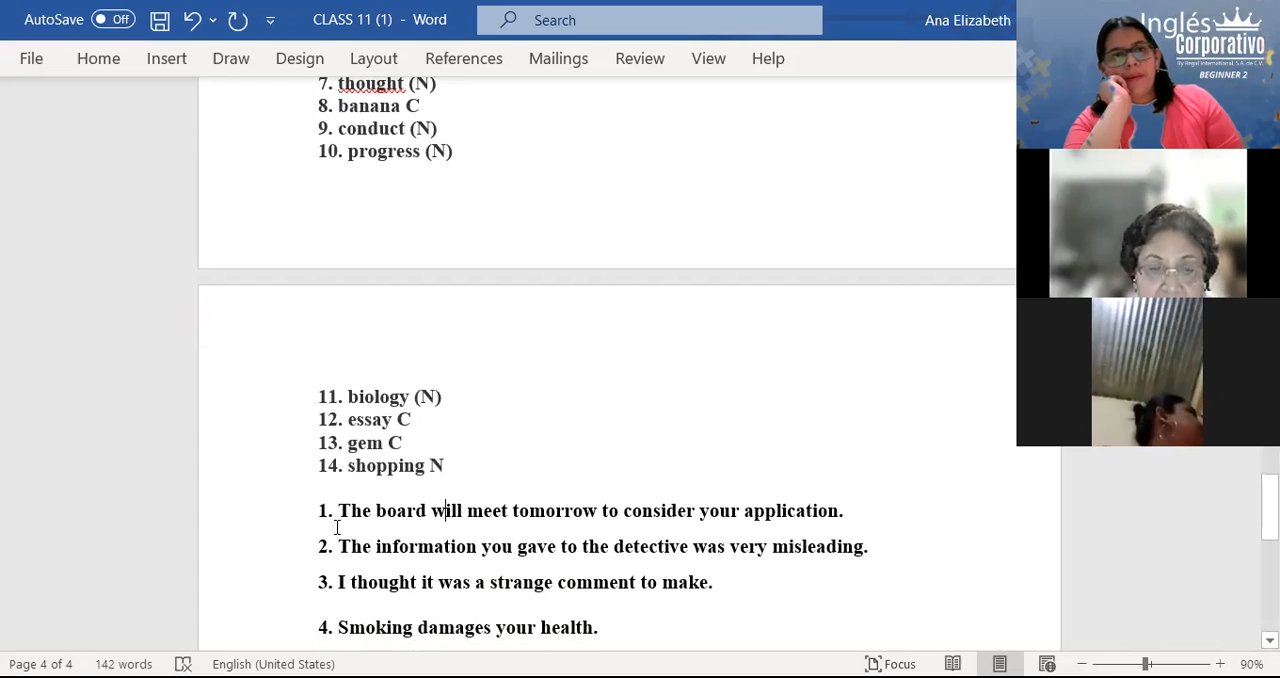 AutoSave Off CLASS 11 (1) - Word Search Ana Elizabeth
File Home Insert Draw Design Layout References Mailings Review View Help
Inglés
Corporativo
By Regal International, S.A. de C.V.
BEGINNER 2
7. thought (N)
8. banana C
9. conduct (N)
10. progress (N)
11. biology (N)
12. essay C
13. gem C
14. shopping N
1. The board will meet tomorrow to consider your application.
2. The information you gave to the detective was very misleading.
3. I thought it was a strange comment to make.
4. Smoking damages your health.
Page 4 of 4 142 words English (United States) Focus 90%